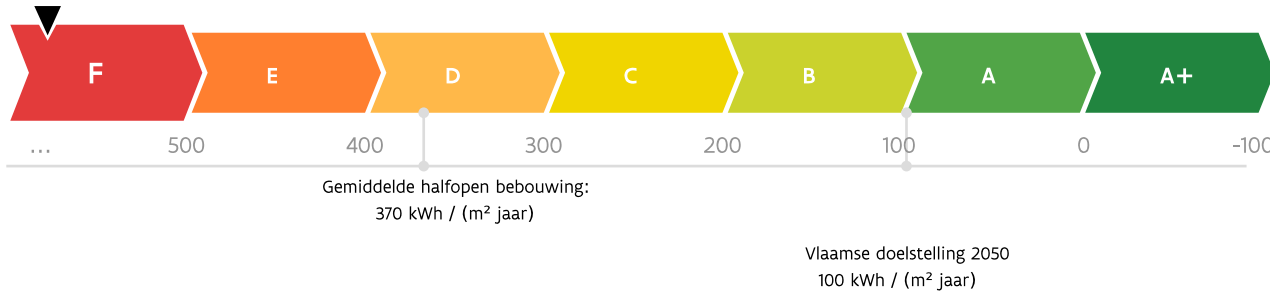 F E D C B A A+
... 500 400 300 200 100 0 -100
Gemiddelde halfopen bebouwing:
370 kWh / (m² jaar)
Vlaamse doelstelling 2050
100 kWh / (m² jaar)